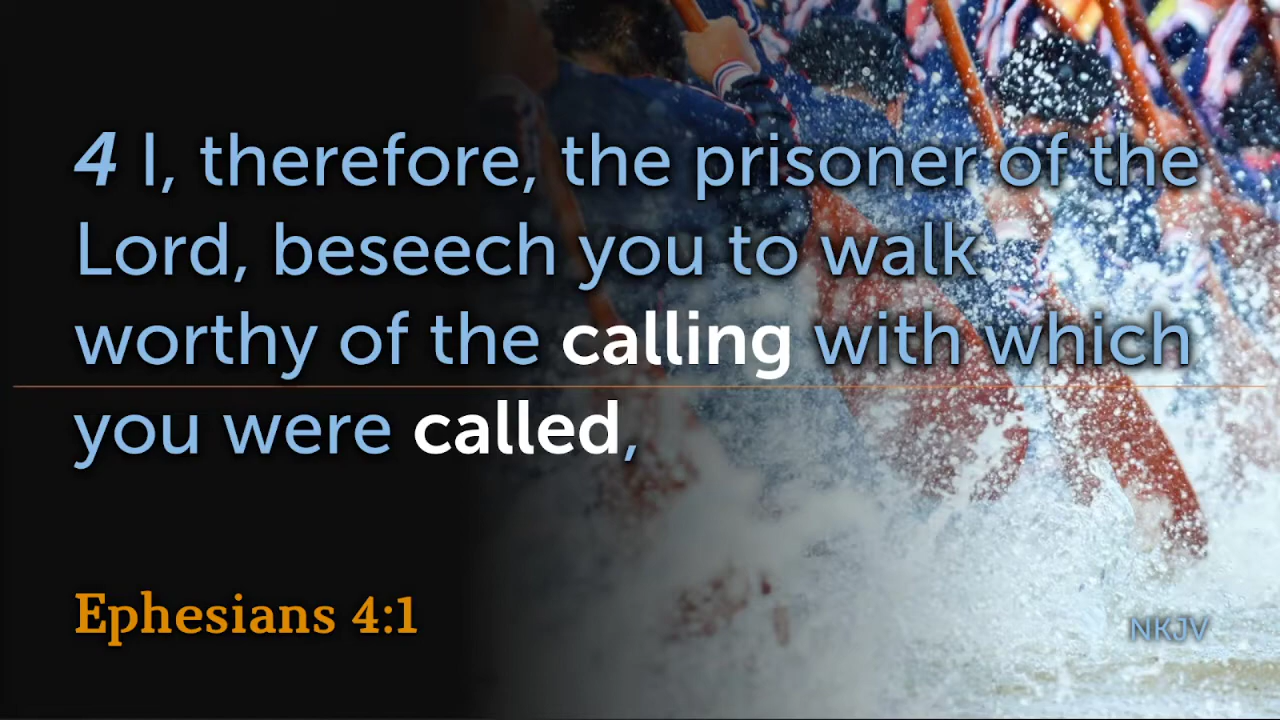 4 I, therefore, the prisoner of the
Lord, beseech you to walk
worthy of the calling with which
you were called,
Ephesians 4:1
NKJV